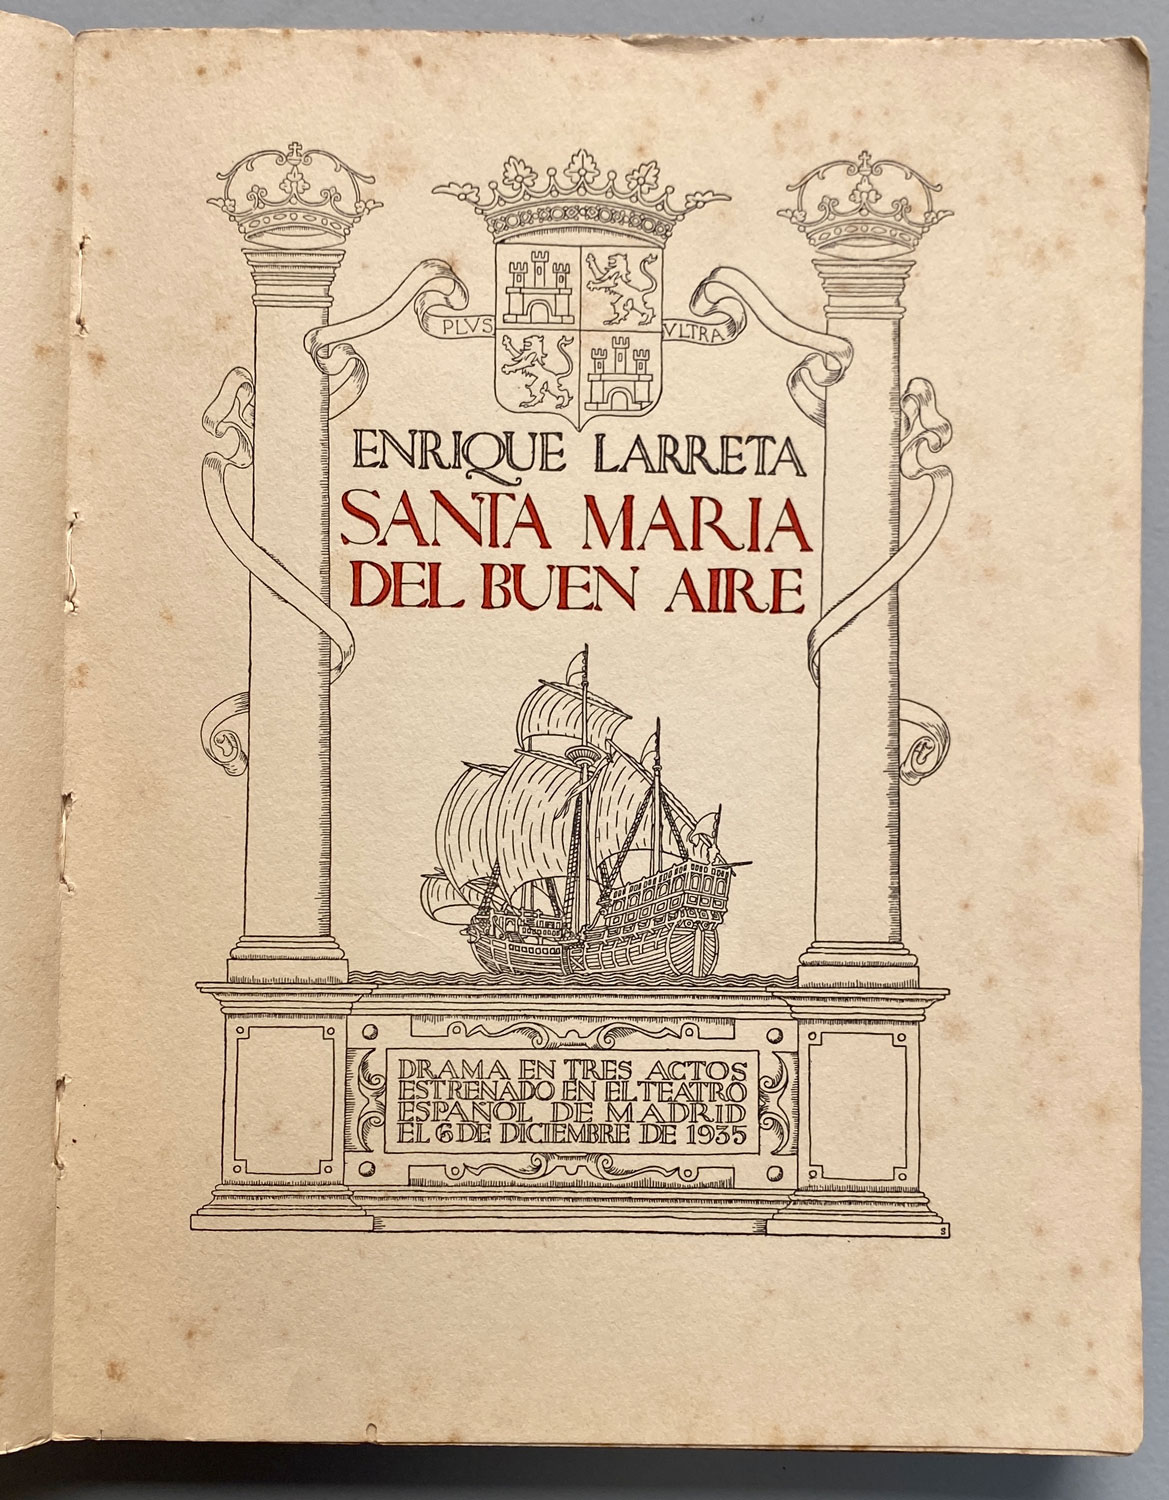 PLVS VLTRA
ENRIQUE LARRETA
SANTA MARIA
DEL BUEN AIRE
DRAMA EN TRES ACTOS
ESTRENADO EN EL TEATRO
ESPAÑOL DE MADRID
EL 6 DE DICIEMBRE DE 1935
S